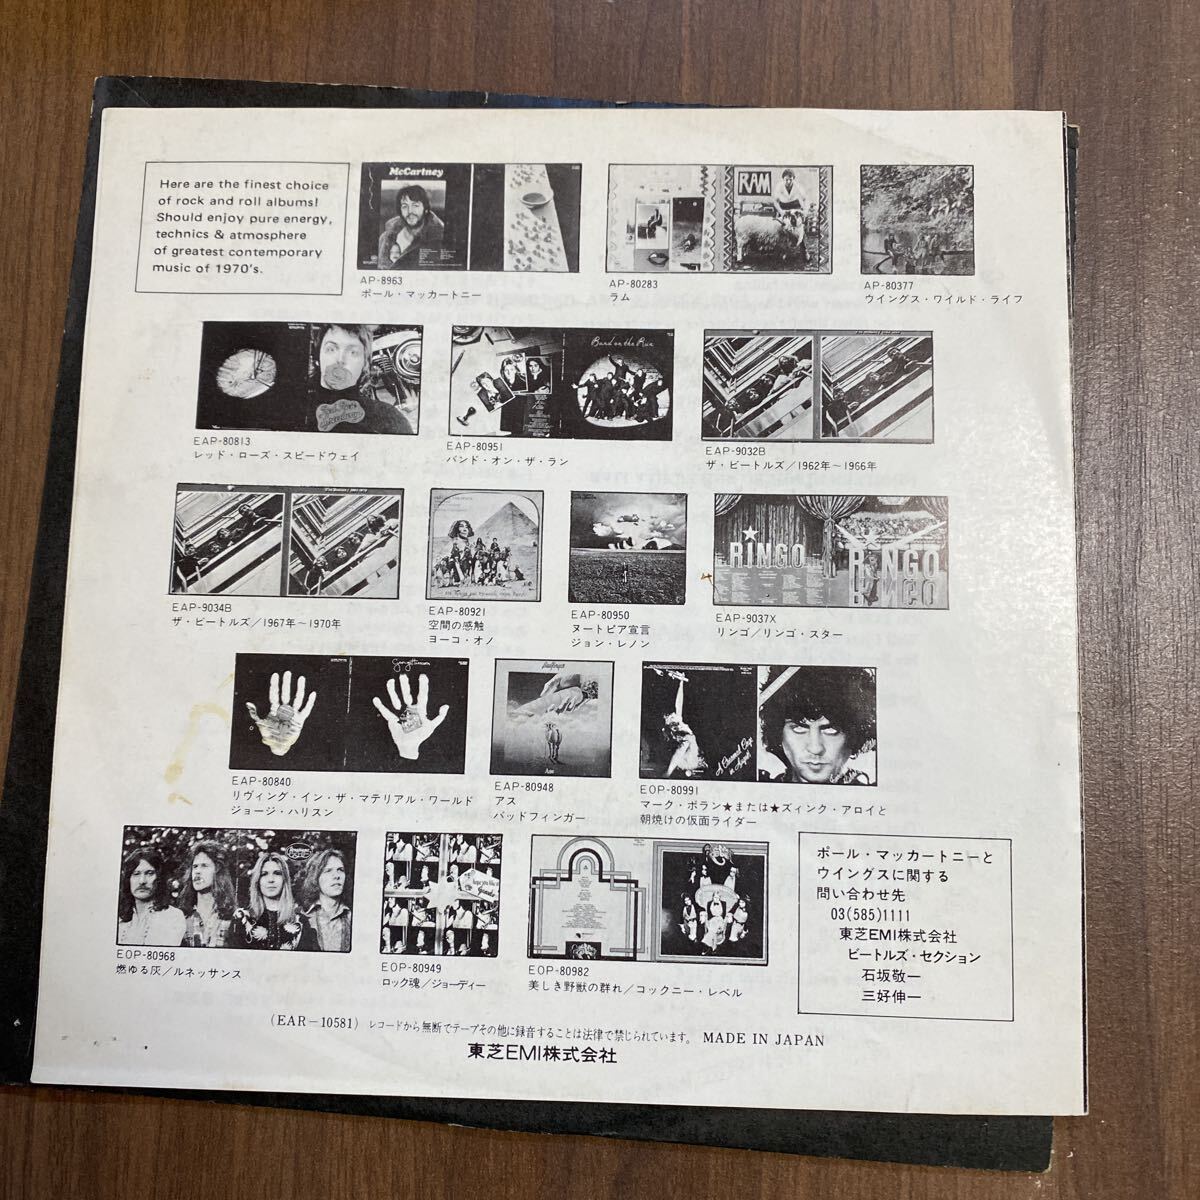 Here are the finest choice
of rock and roll albums!
Should enjoy pure energy,
technics & atmosphere
of greatest contemporary
music of 1970's.
McCartney
AP-8963
ポール・マッカートニー
RAM
AP-80283
ラム
AP-80377
ウイングス・ワイルド・ライフ
EAP-80813
レッド・ローズ・スピードウェイ
Band on the Run
EAP-80951
バンド・オン・ザ・ラン
EAP-9032B
ザ・ビートルズ/1962年〜1966年
EAP-9034B
ザ・ビートルズ/1967年〜1970年
EAP-80921
空間の感触
ヨーコ・オノ
EAP-80950
ヌートピア宣言
ジョン・レノン
RINGO
RINGO
EAP-9037X
リンゴ/リンゴ・スター
EAP-80840
リヴィング・イン・ザ・マテリアル・ワールド
ジョージ・ハリスン
EAP-80948
アス
バッドフィンガー
A Creamed Cage
in August
EOP-80991
マーク・ボラン★または★ズィンク・アロイと
朝焼けの仮面ライダー
EOP-80968
燃ゆる灰/ルネッサンス
EOP-80949
ロック魂/ジョーディー
EOP-80982
美しき野獣の群れ/コックニー・レベル
ポール・マッカートニーと
ウイングスに関する
問い合わせ先
03(585)1111
東芝EMI株式会社
ビートルズ・セクション
石坂敬一
三好伸一
(EAR-10581) レコードから無断でテープその他に録音することは法律で禁じられています。 MADE IN JAPAN
東芝EMI株式会社